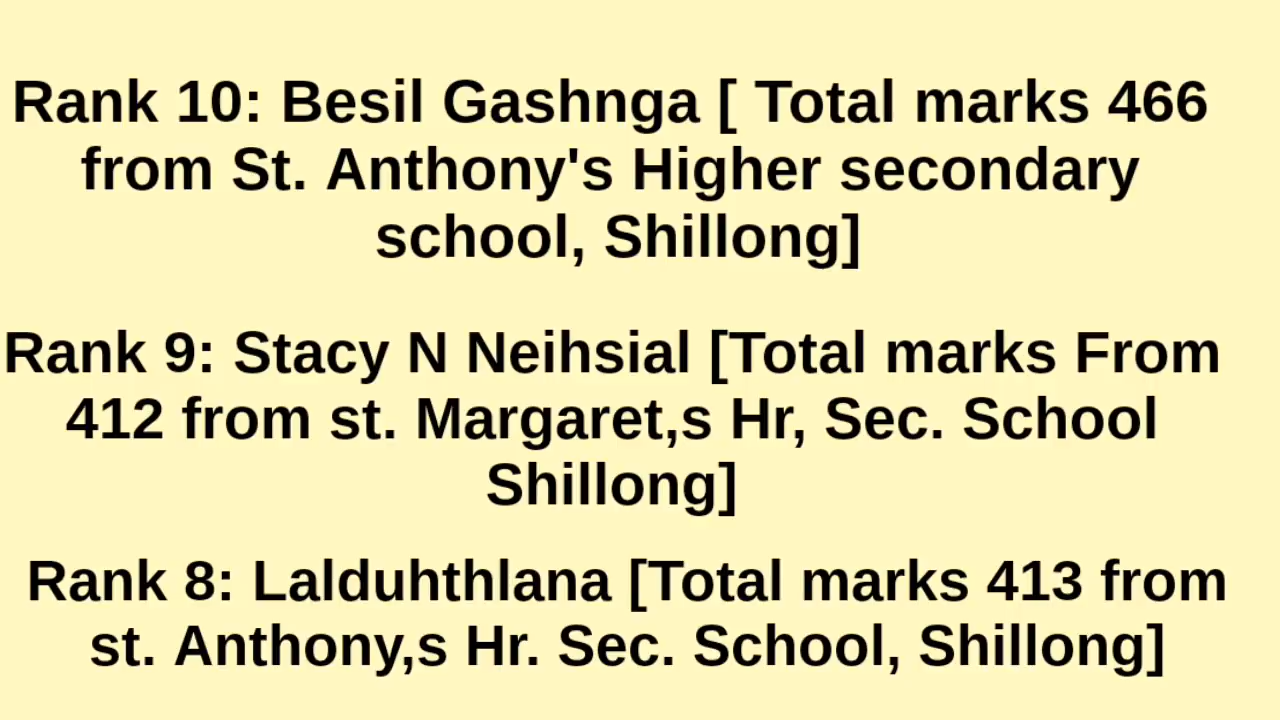 Rank 10: Besil Gashnga [ Total marks 466
from St. Anthony's Higher secondary
school, Shillong]
Rank 9: Stacy N Neihsial [Total marks From
412 from st. Margaret,s Hr, Sec. School
Shillong]
Rank 8: Lalduhthlana [Total marks 413 from
st. Anthony,s Hr. Sec. School, Shillong]